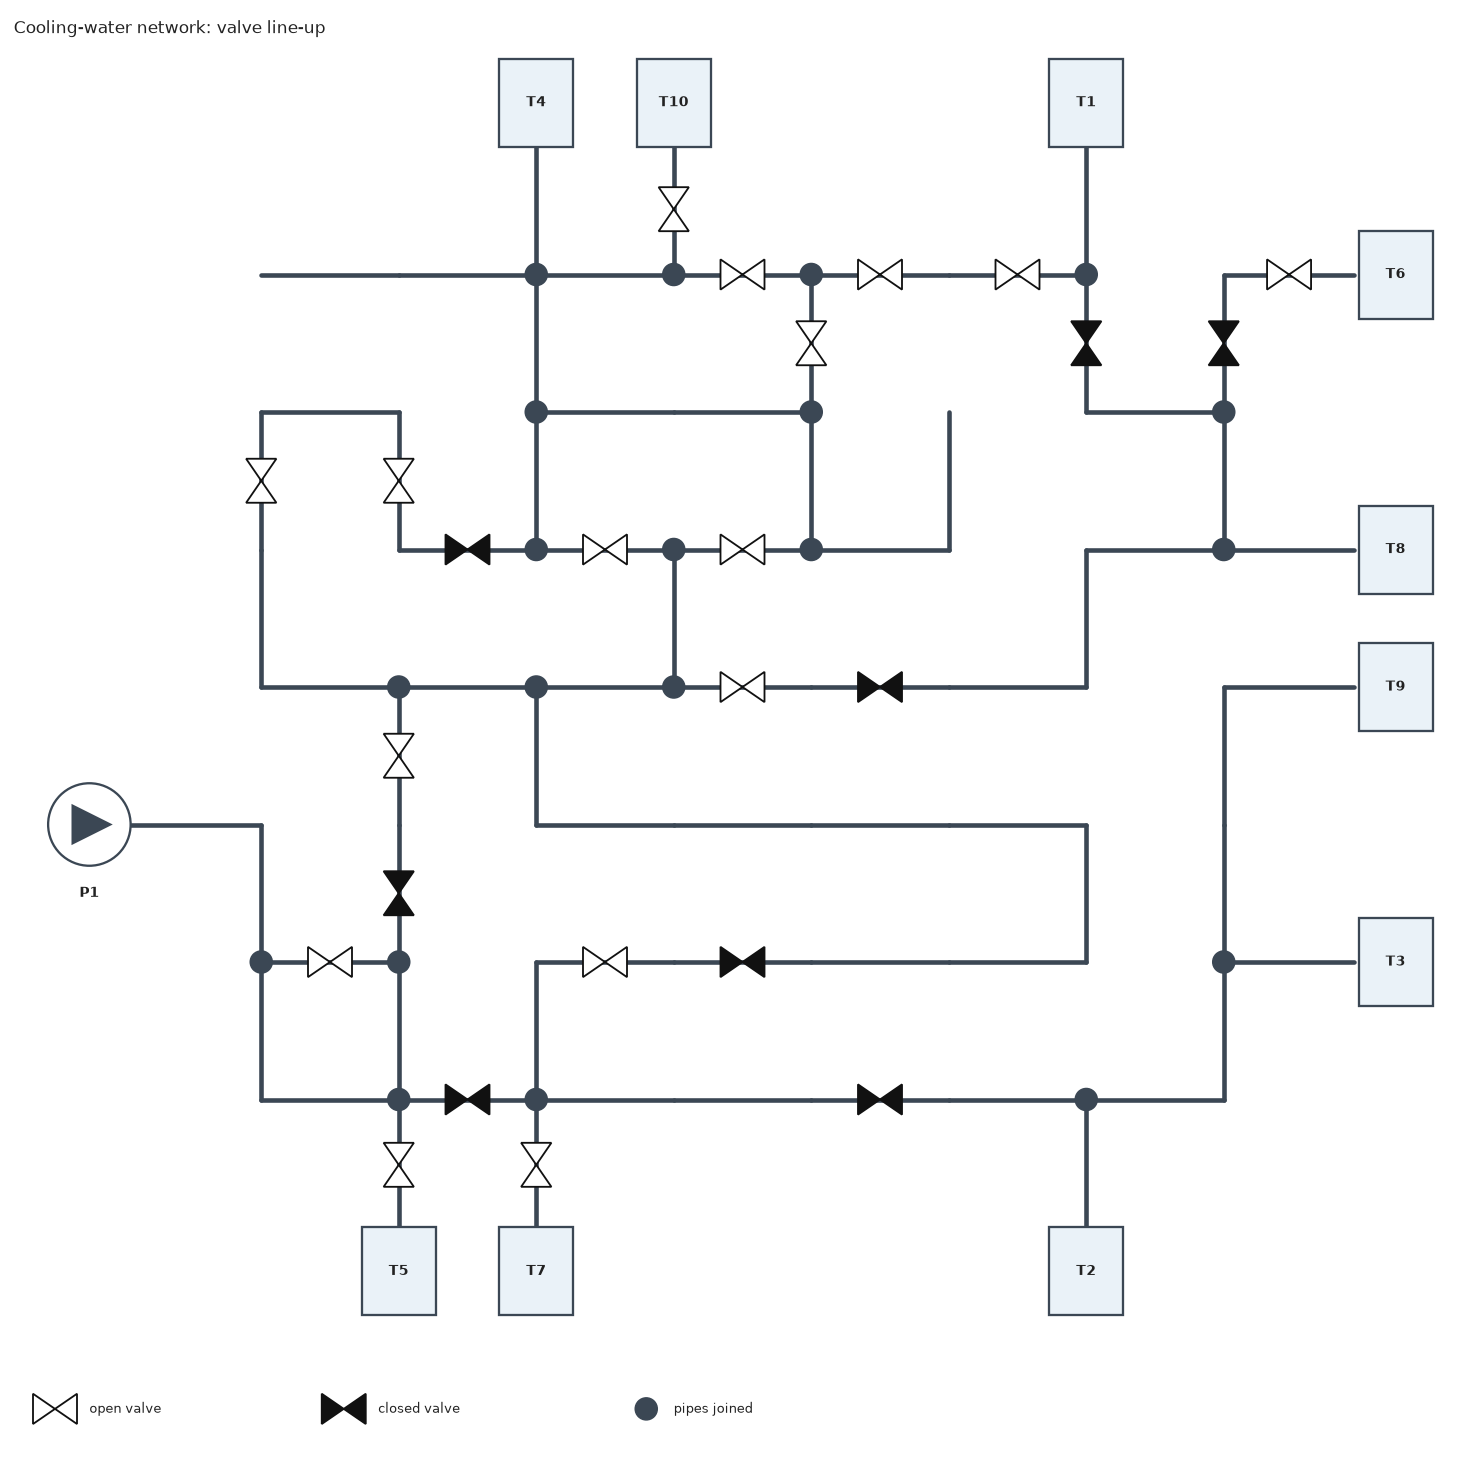 Cooling-water network: valve line-up
T4
T10
T1
T6
T8
T9
P1
T3
T5
T7
T2
open valve
closed valve
pipes joined